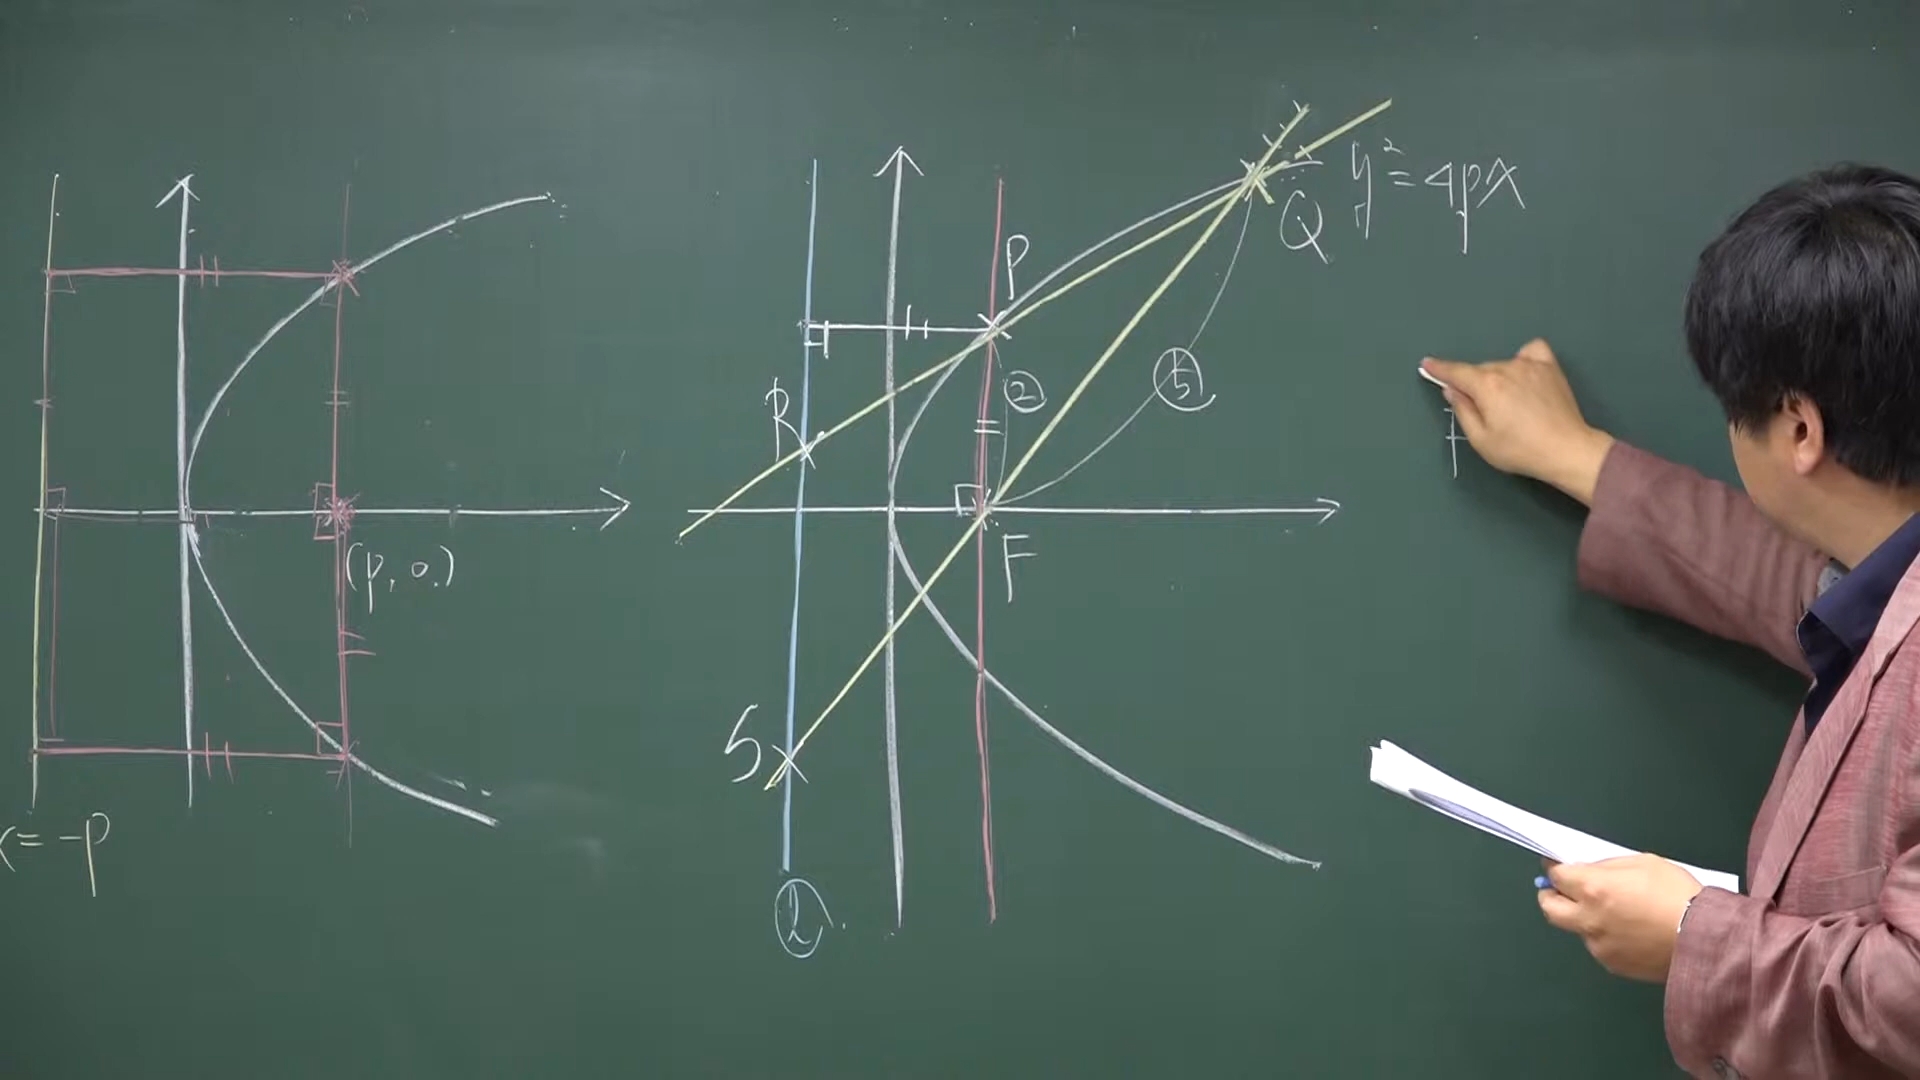 (p, 0)
x = -p
P
Q
y² = 4px
②
⑤
R
F
S
F